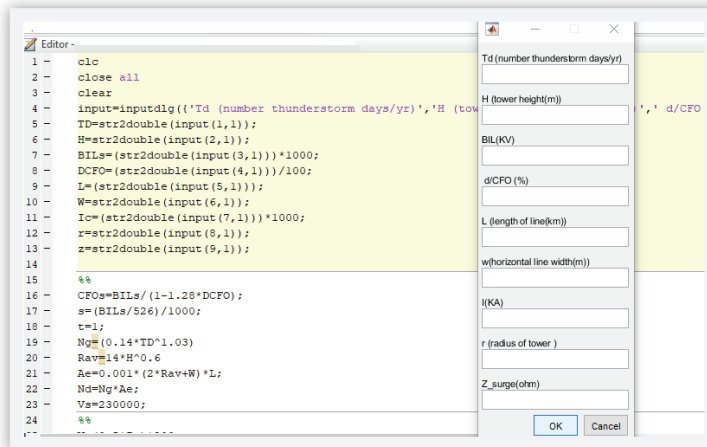 Editor -
1 - clc
2 - close all
3 - clear
4 - input=inputdlg({'Td (number thunderstorm days/yr)','H (tow )',' d/CFO
5 - TD=str2double(input(1,1));
6 - H=str2double(input(2,1));
7 - BILs=(str2double(input(3,1)))*1000;
8 - DCFO=(str2double(input(4,1)))/100;
9 - L=(str2double(input(5,1)));
10 - W=str2double(input(6,1));
11 - Ic=(str2double(input(7,1)))*1000;
12 - r=str2double(input(8,1));
13 - z=str2double(input(9,1));
14
15 %%
16 - CFOs=BILs/(1-1.28*DCFO);
17 - s=(BILs/526)/1000;
18 - t=1;
19 - Ng=(0.14*TD^1.03)
20 - Rav=14*H^0.6
21 - Ae=0.001*(2*Rav+W)*L;
22 - Nd=Ng*Ae;
23 - Vs=230000;
24 %%
Td (number thunderstorm days/yr)
H (tower height(m))
BIL(KV)
d/CFO (%)
L (length of line(km))
w(horizontal line width(m))
I(KA)
r (radius of tower )
Z_surge(ohm)
OK Cancel